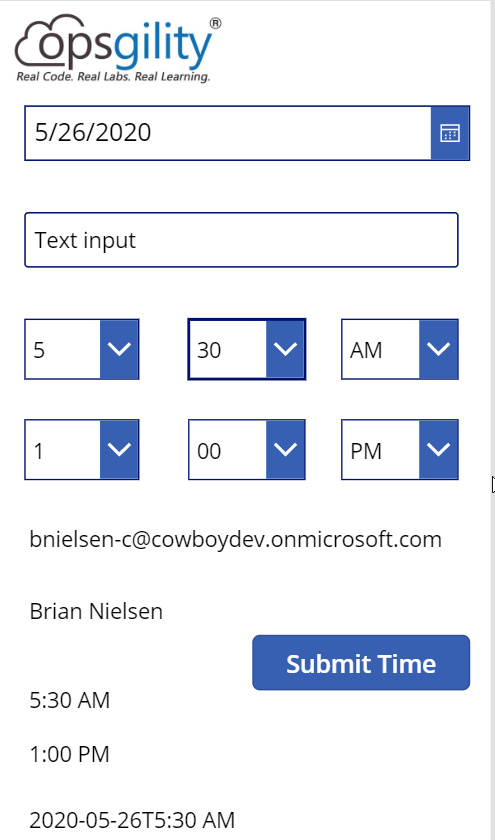 opsgility®
Real Code. Real Labs. Real Learning.
5/26/2020
Text input
5 30 AM
1 00 PM
bnielsen-c@cowboydev.onmicrosoft.com
Brian Nielsen
Submit Time
5:30 AM
1:00 PM
2020-05-26T5:30 AM